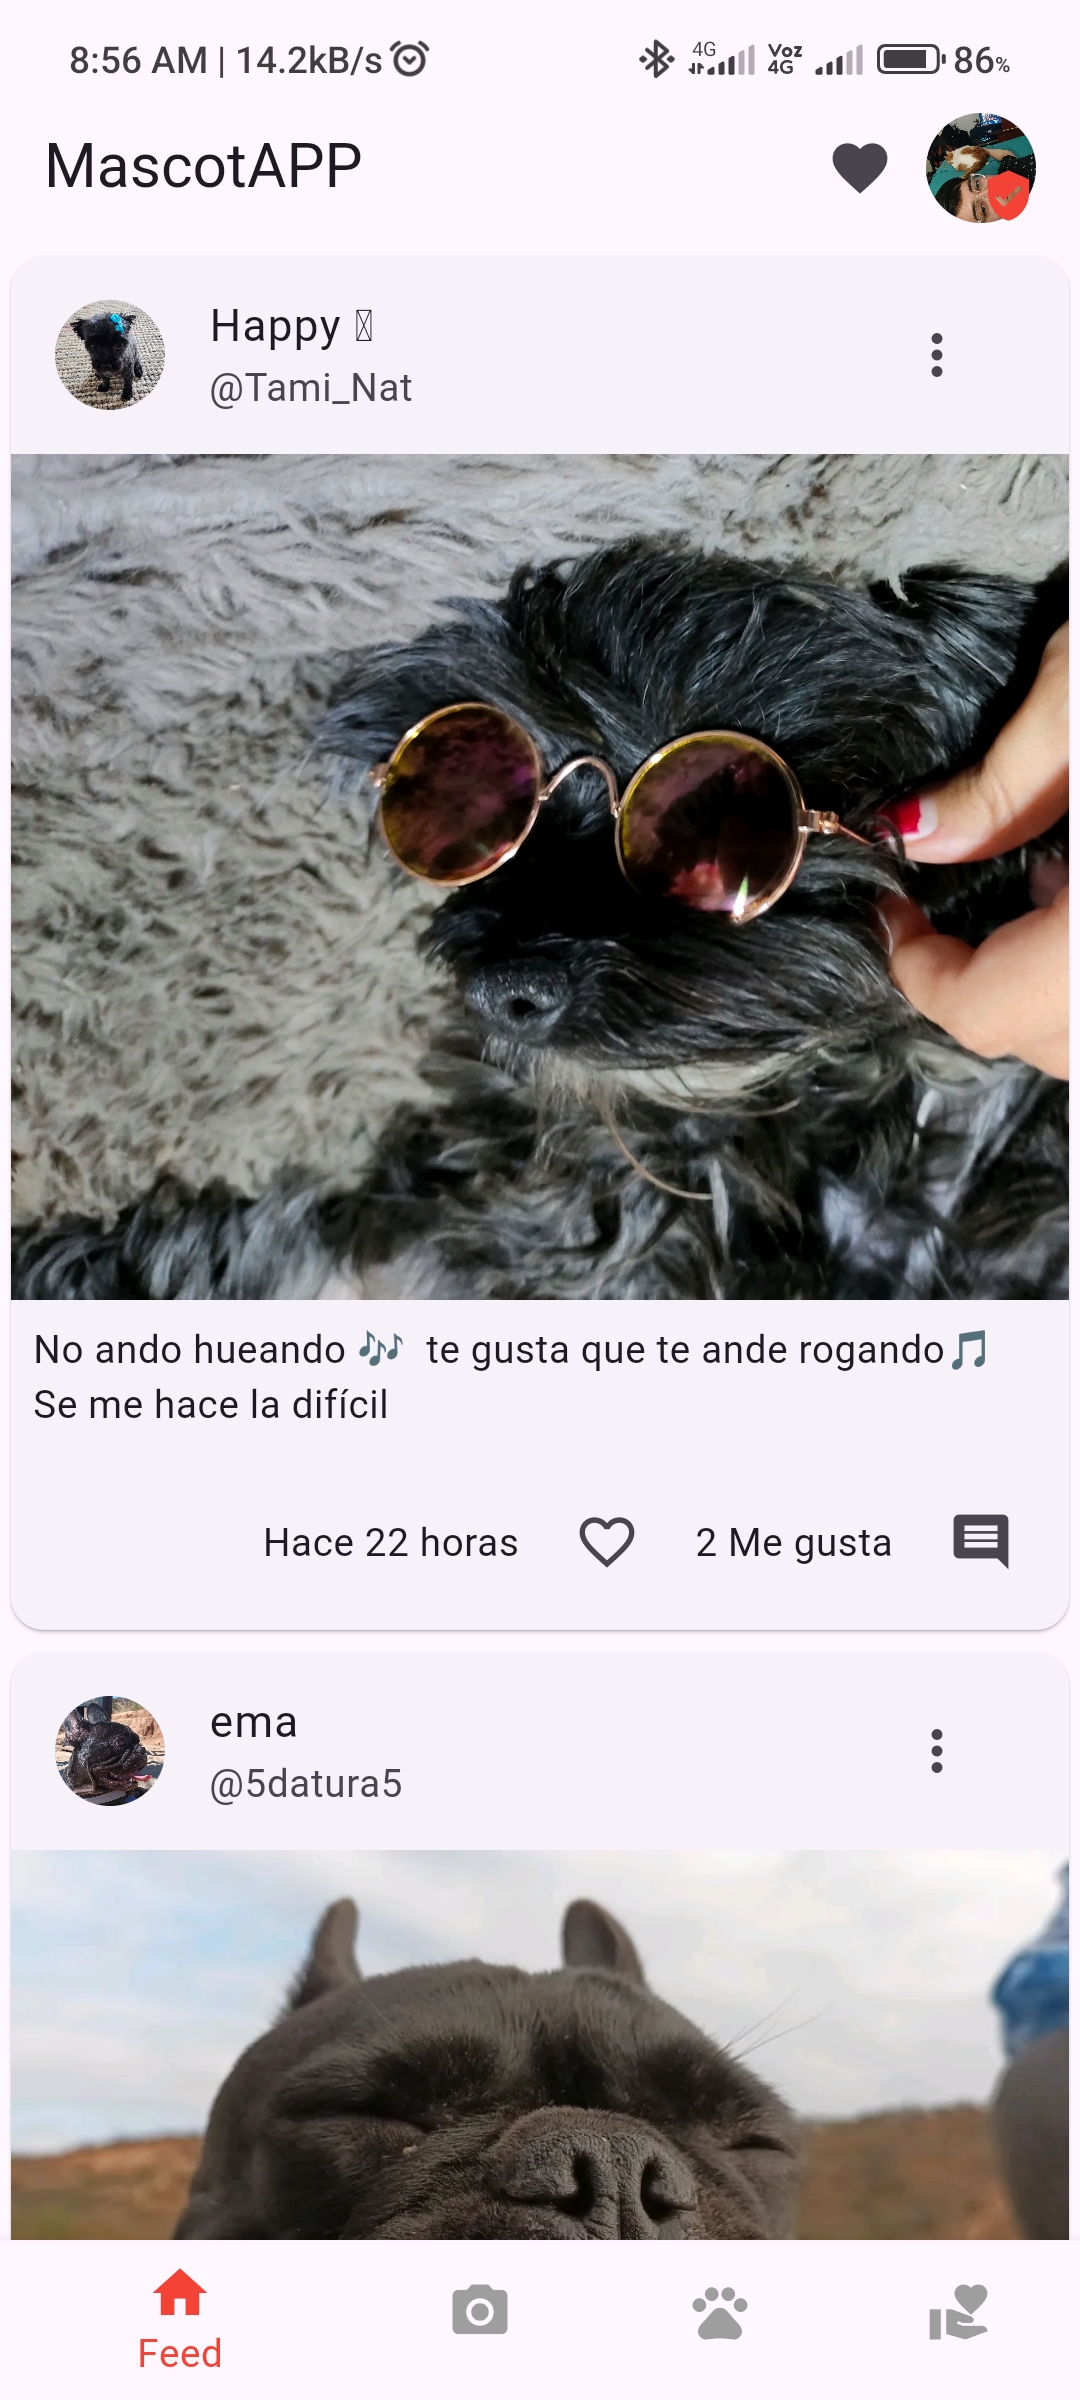 8:56 AM | 14.2kB/s 4G Voz 4G 86%
MascotAPP
Happy
@Tami_Nat
No ando hueando 🎶 te gusta que te ande rogando🎵
Se me hace la difícil
Hace 22 horas 2 Me gusta
ema
@5datura5
Feed